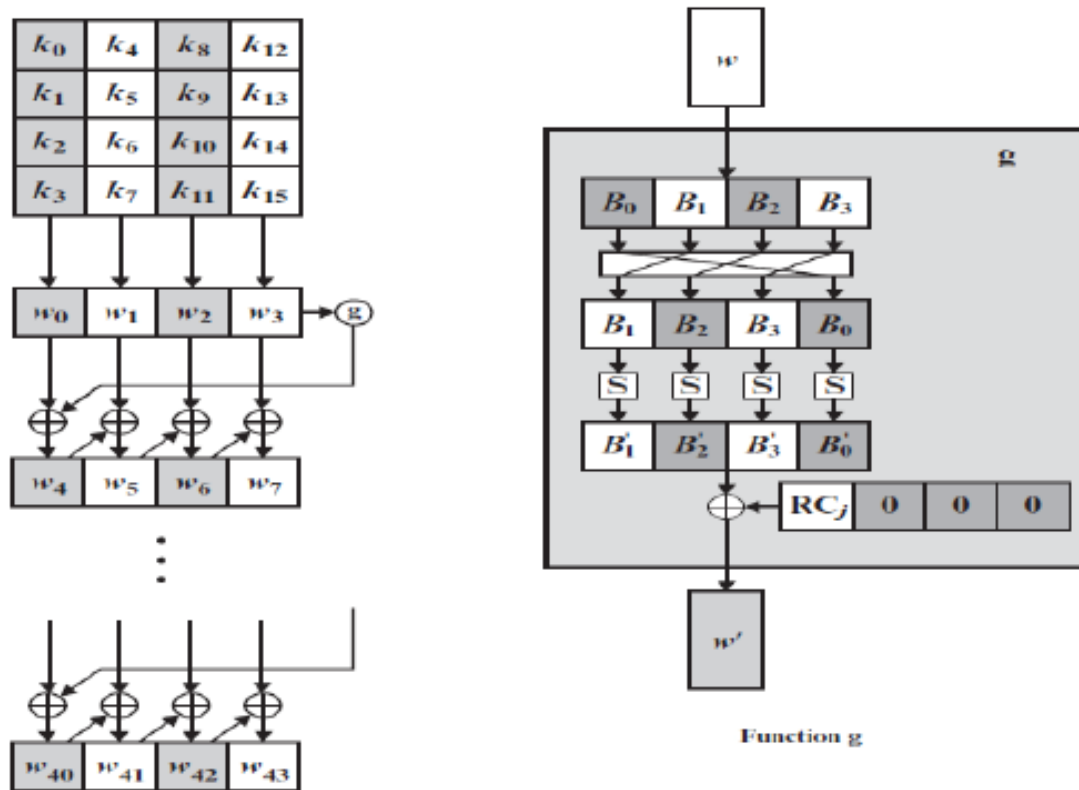 k0 k4 k8 k12
k1 k5 k9 k13
k2 k6 k10 k14
k3 k7 k11 k15
w0 w1 w2 w3 g
w4 w5 w6 w7
w40 w41 w42 w43
w
g
B0 B1 B2 B3
B1 B2 B3 B0
S S S S
B'1 B'2 B'3 B'0
RCj 0 0 0
w'
Function g